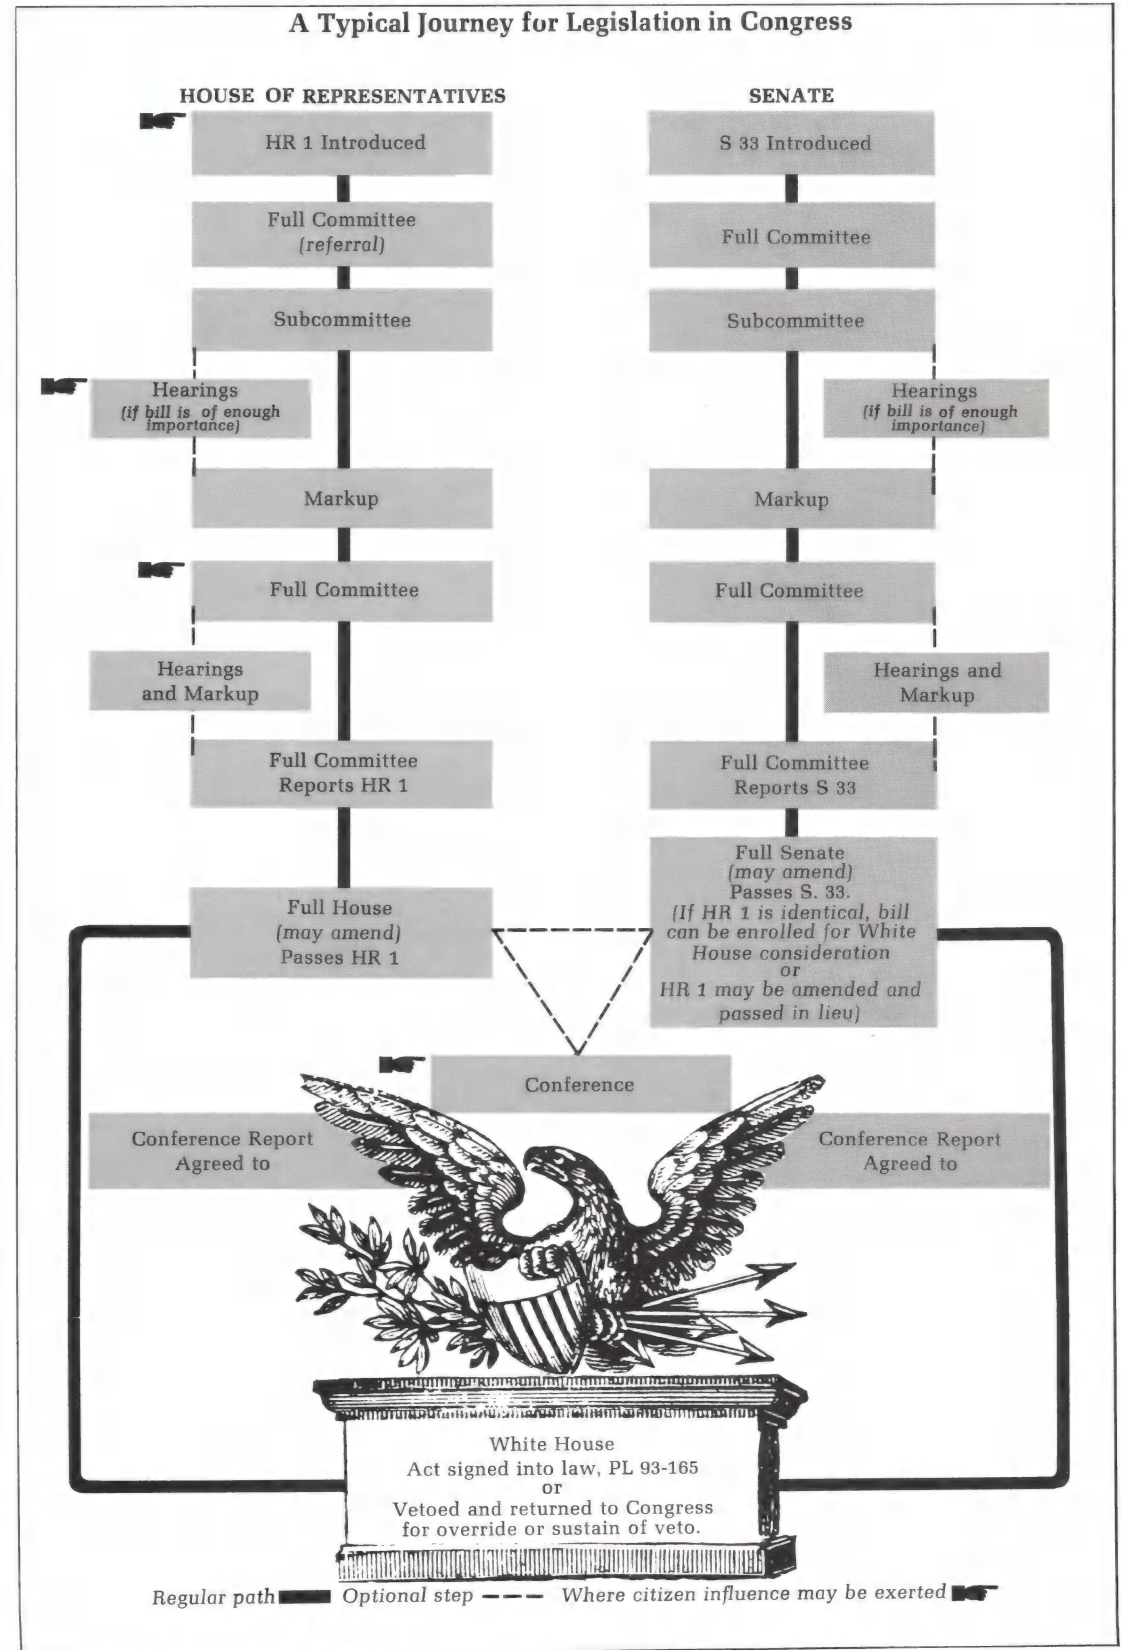 A Typical Journey for Legislation in Congress
HOUSE OF REPRESENTATIVES
HR 1 Introduced
Full Committee
(referral)
Subcommittee
Hearings
(if bill is of enough
importance)
Markup
Full Committee
Hearings
and Markup
Full Committee
Reports HR 1
Full House
(may amend)
Passes HR 1
SENATE
S 33 Introduced
Full Committee
Subcommittee
Hearings
(if bill is of enough
importance)
Markup
Full Committee
Hearings and
Markup
Full Committee
Reports S 33
Full Senate
(may amend)
Passes S. 33.
(If HR 1 is identical, bill
can be enrolled for White
House consideration
or
HR 1 may be amended and
passed in lieu)
Conference
Conference Report
Agreed to
Conference Report
Agreed to
White House
Act signed into law, PL 93-165
or
Vetoed and returned to Congress
for override or sustain of veto.
Regular path Optional step Where citizen influence may be exerted